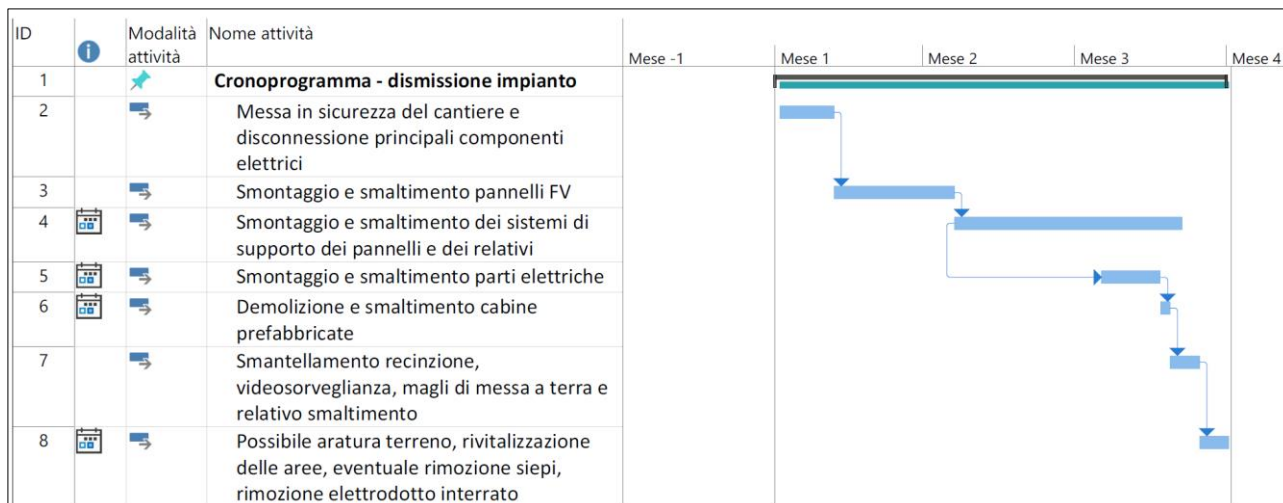 ID
Modalità
attività
Nome attività
Mese -1
Mese 1
Mese 2
Mese 3
Mese 4
1
Cronoprogramma - dismissione impianto
2
Messa in sicurezza del cantiere e
disconnessione principali componenti
elettrici
3
Smontaggio e smaltimento pannelli FV
4
Smontaggio e smaltimento dei sistemi di
supporto dei pannelli e dei relativi
5
Smontaggio e smaltimento parti elettriche
6
Demolizione e smaltimento cabine
prefabbricate
7
Smantellamento recinzione,
videosorveglianza, magli di messa a terra e
relativo smaltimento
8
Possibile aratura terreno, rivitalizzazione
delle aree, eventuale rimozione siepi,
rimozione elettrodotto interrato